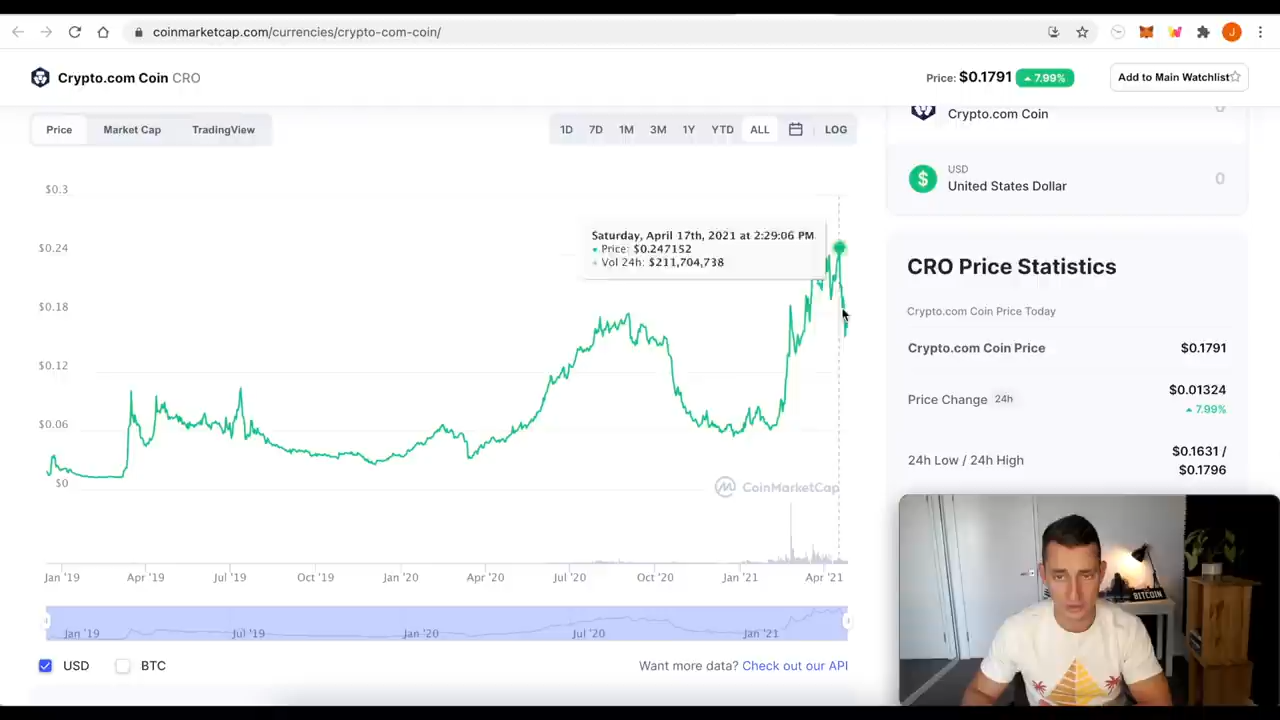 coinmarketcap.com/currencies/crypto-com-coin/
J
Crypto.com Coin CRO
Price: $0.1791 7.99%
Add to Main Watchlist
Price Market Cap TradingView
1D 7D 1M 3M 1Y YTD ALL LOG
Crypto.com Coin
0
USD
United States Dollar
0
$0.3
$0.24
$0.18
$0.12
$0.06
$0
Saturday, April 17th, 2021 at 2:29:06 PM
Price: $0.247152
Vol 24h: $211,704,738
CoinMarketCap
Jan '19 Apr '19 Jul '19 Oct '19 Jan '20 Apr '20 Jul '20 Oct '20 Jan '21 Apr '21
Jan '19 Jul '19 Jan '20 Jul '20 Jan '21
USD BTC
Want more data? Check out our API
CRO Price Statistics
Crypto.com Coin Price Today
Crypto.com Coin Price $0.1791
Price Change 24h $0.01324
7.99%
24h Low / 24h High $0.1631 /
$0.1796
BITCOIN